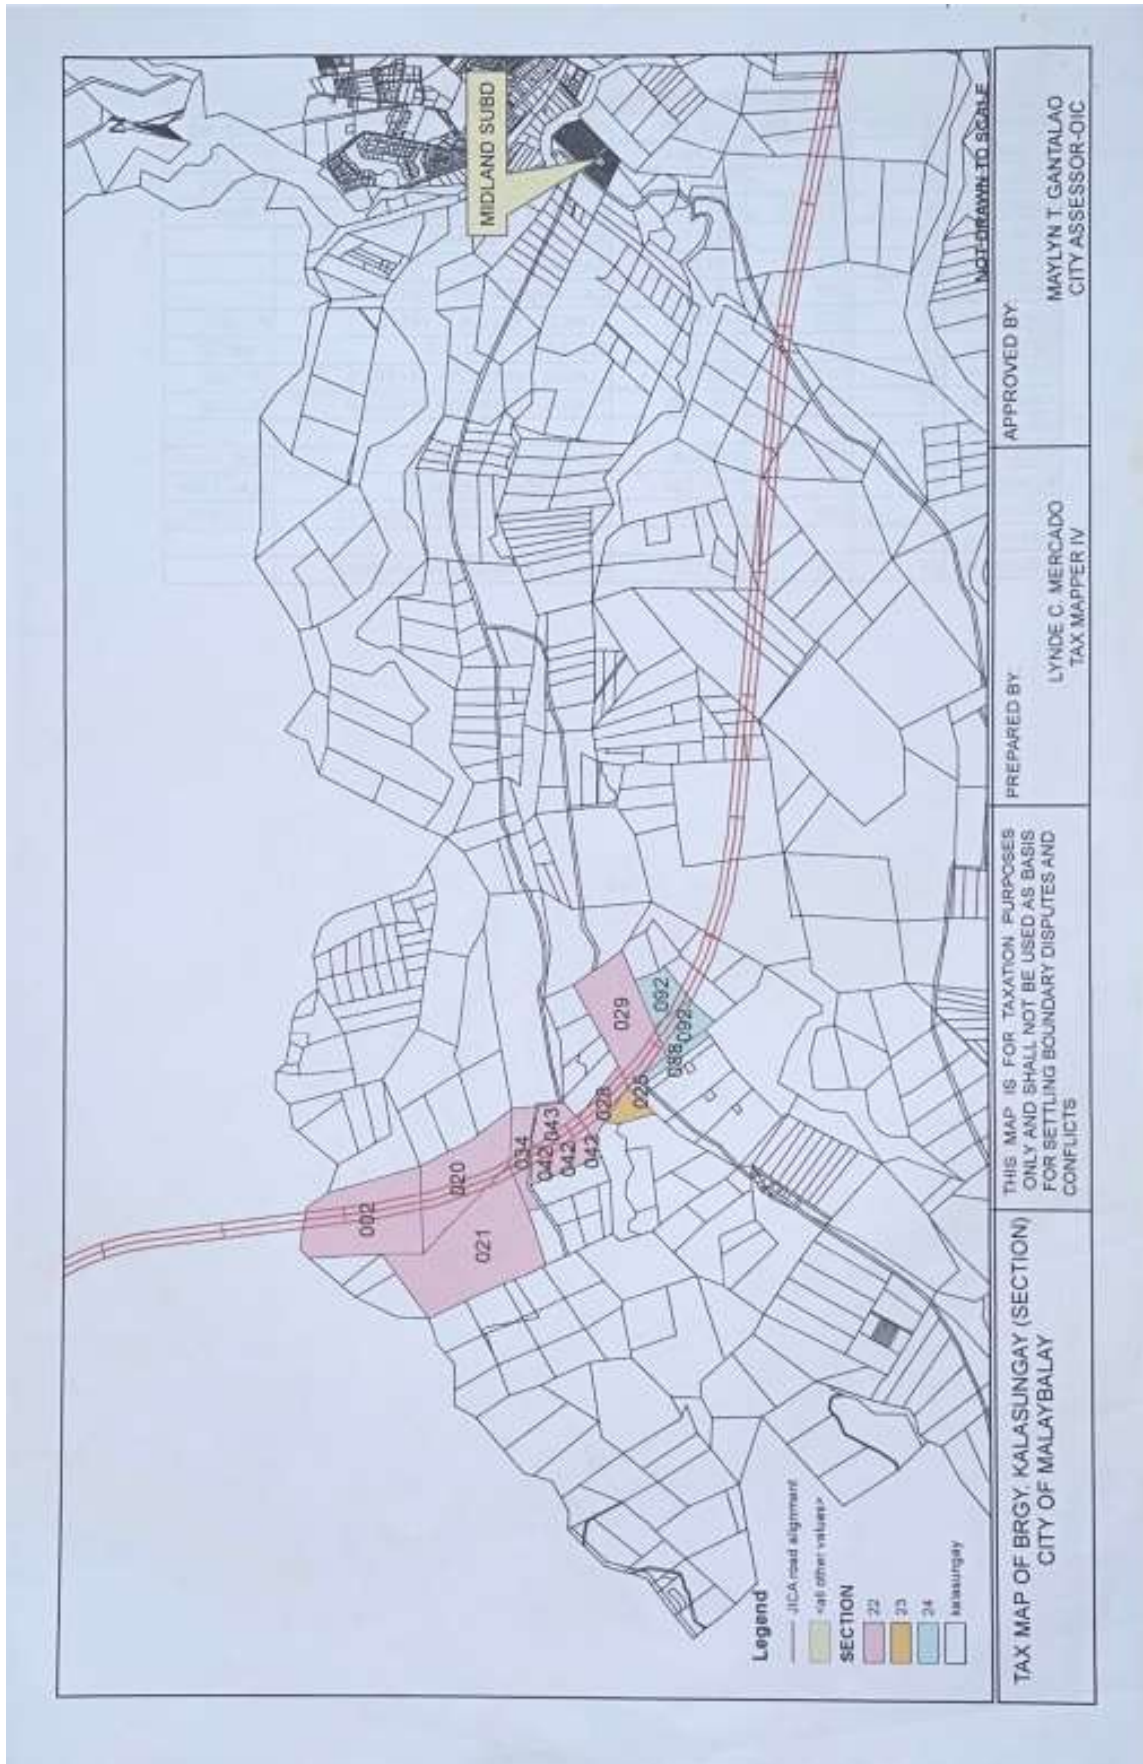 MIDLAND SUBD
002
020
021
034
042
043
042
042
028
025
029
088
092
092
NOT DRAWN TO SCALE
Legend
JICA road alignment
<all other values>
SECTION
22
23
24
kalasungay
TAX MAP OF BRGY. KALASUNGAY (SECTION)
CITY OF MALAYBALAY
THIS MAP IS FOR TAXATION PURPOSES
ONLY AND SHALL NOT BE USED AS BASIS
FOR SETTLING BOUNDARY DISPUTES AND
CONFLICTS
PREPARED BY:
LYNDE C. MERCADO
TAX MAPPER IV
APPROVED BY:
MAYLYN T. GANTALAO
CITY ASSESSOR-OIC